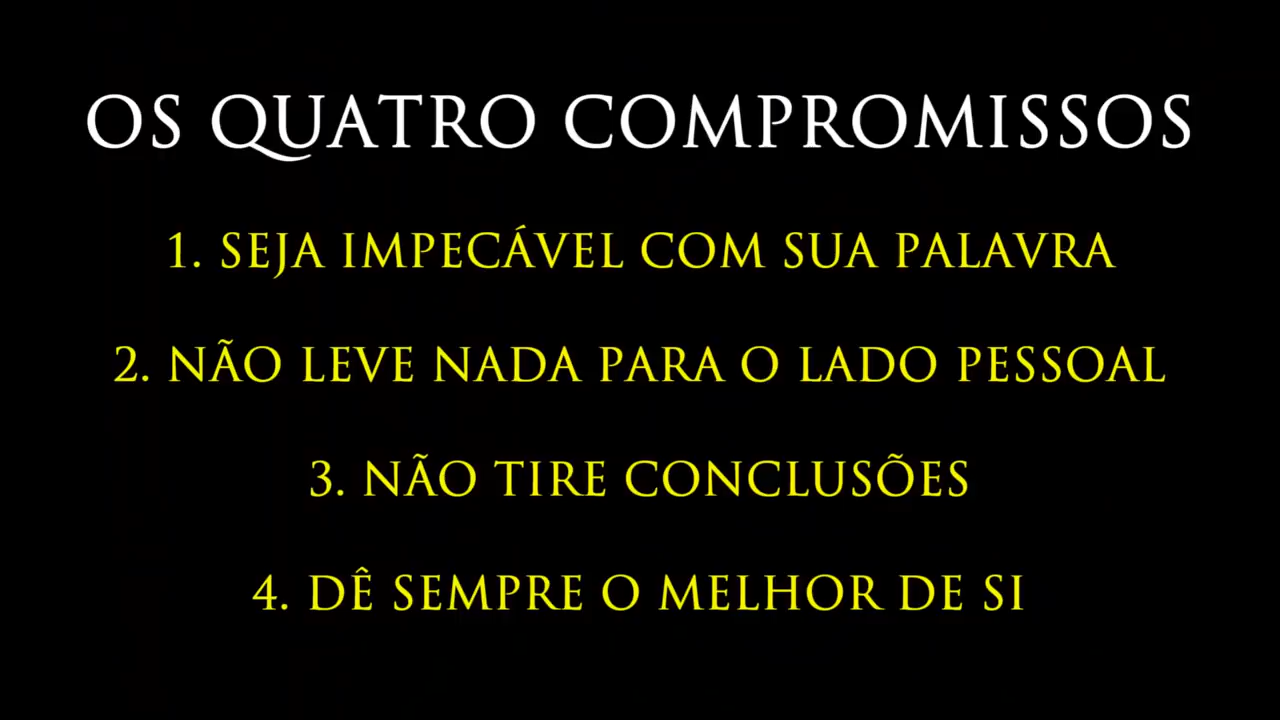 OS QUATRO COMPROMISSOS
1. SEJA IMPECÁVEL COM SUA PALAVRA
2. NÃO LEVE NADA PARA O LADO PESSOAL
3. NÃO TIRE CONCLUSÕES
4. DÊ SEMPRE O MELHOR DE SI